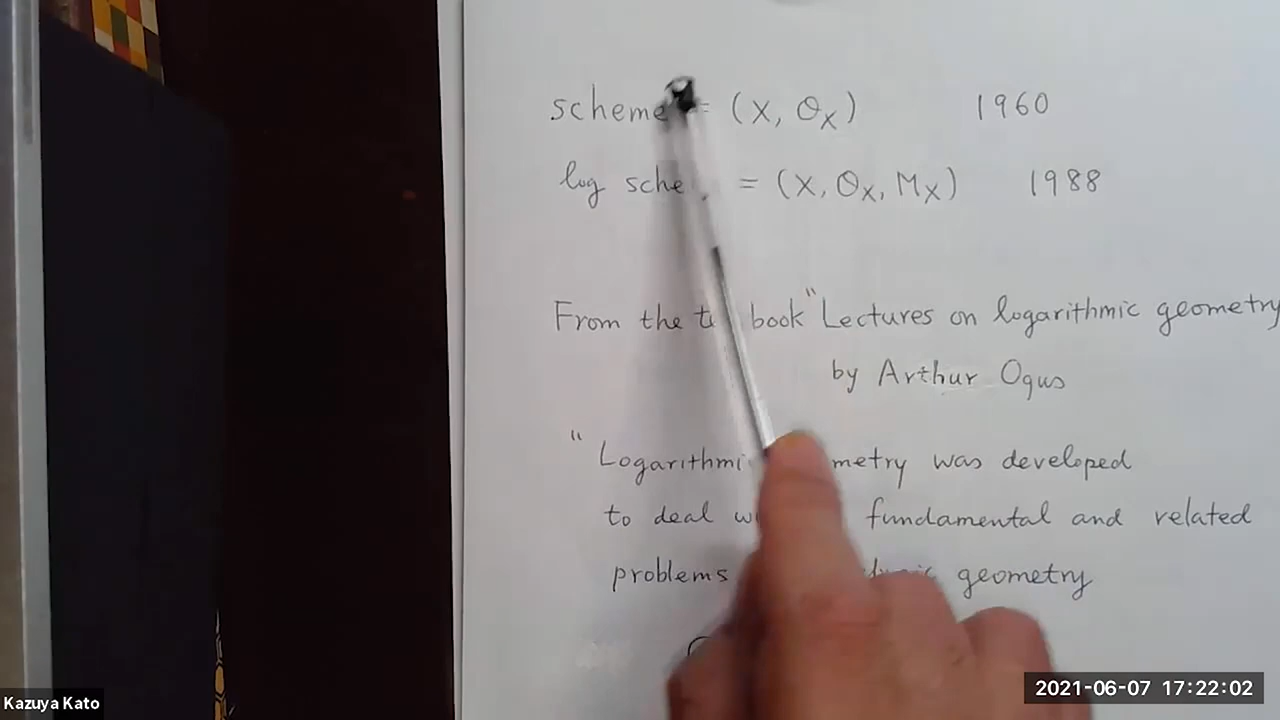 scheme = (X, O_X) 1960
log sche = (X, O_X, M_X) 1988
From the book "Lectures on logarithmic geometry
by Arthur Ogus
"Logarithmi metry was developed
to deal fundamental and related
problems geometry
Kazuya Kato
2021-06-07 17:22:02